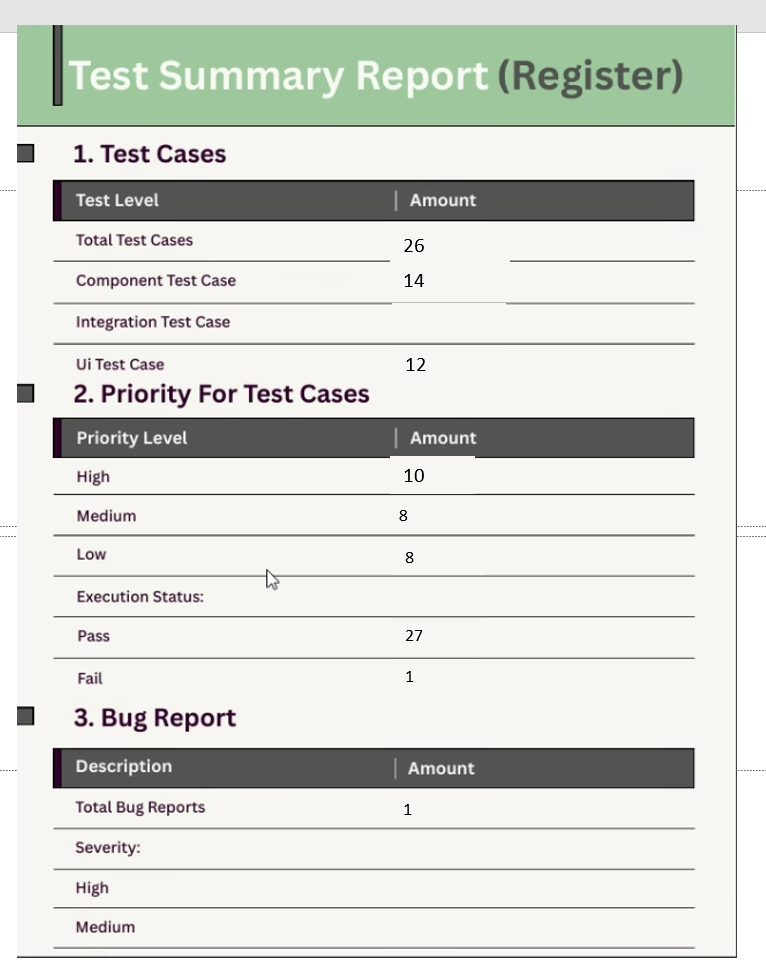 Test Summary Report (Register)
1. Test Cases
Test Level | Amount
Total Test Cases 26
Component Test Case 14
Integration Test Case
Ui Test Case 12
2. Priority For Test Cases
Priority Level | Amount
High 10
Medium 8
Low 8
Execution Status:
Pass 27
Fail 1
3. Bug Report
Description | Amount
Total Bug Reports 1
Severity:
High
Medium